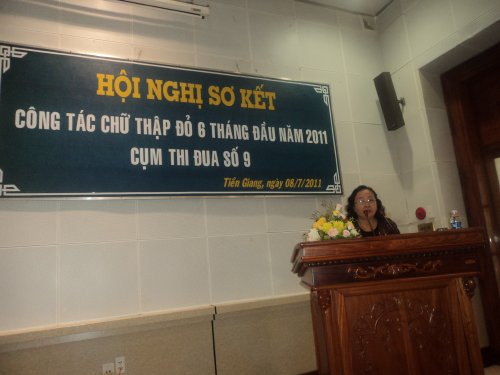 HỘI NGHỊ SƠ KẾT
CÔNG TÁC CHỮ THẬP ĐỎ 6 THÁNG ĐẦU NĂM 2011
CỤM THI ĐUA SỐ 9
Tiền Giang, ngày 08/7/2011